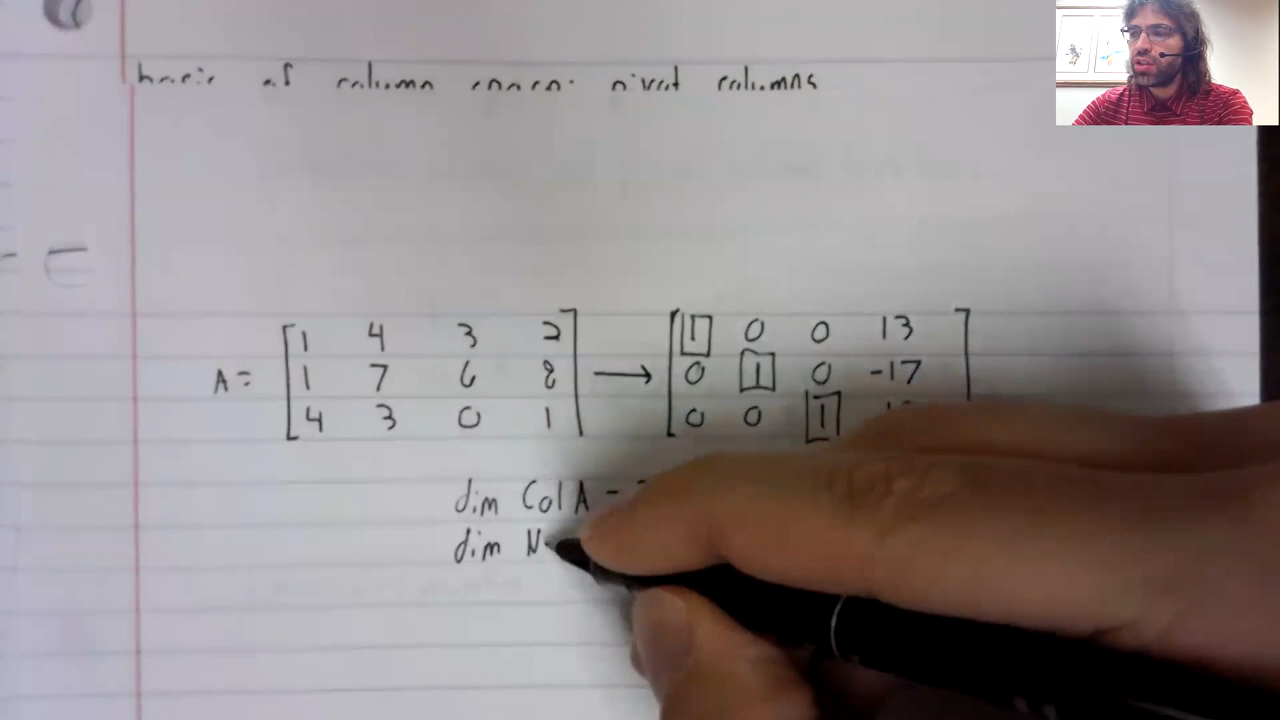 basis of column space: pivot columns
A = [1 4 3 2 → [1 0 0 13
1 7 6 8 0 1 0 -17
4 3 0 1] 0 0 1
dim Col A =
dim N